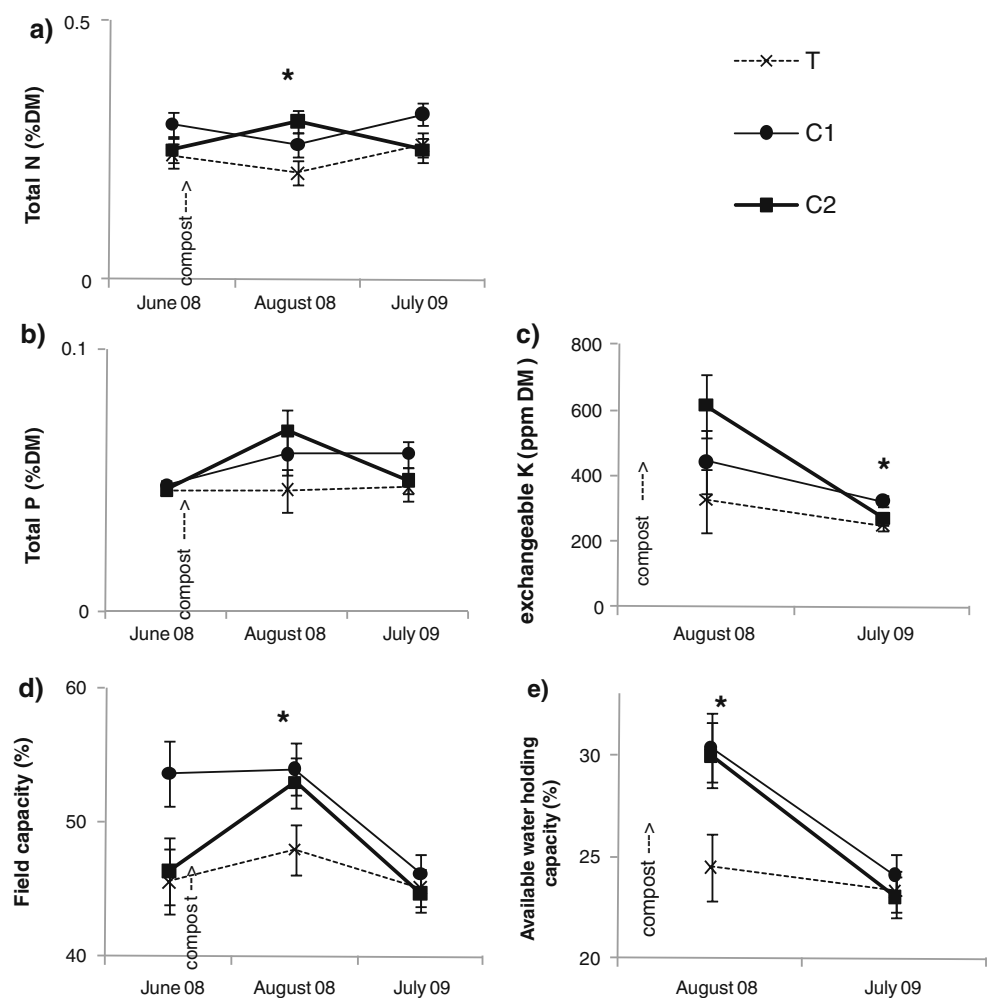 a)
0.5
*
Total N (%DM)
compost ---->
0
June 08 August 08 July 09
T
C1
C2
b)
0.1
Total P (%DM)
compost ---->
0
June 08 August 08 July 09
c)
800
600
*
400
200
0
exchangeable K (ppm DM)
compost ---->
August 08 July 09
d)
60
*
50
40
Field capacity (%)
compost ---->
June 08 August 08 July 09
e)
*
30
25
20
Available water holding
capacity (%)
compost ---->
August 08 July 09